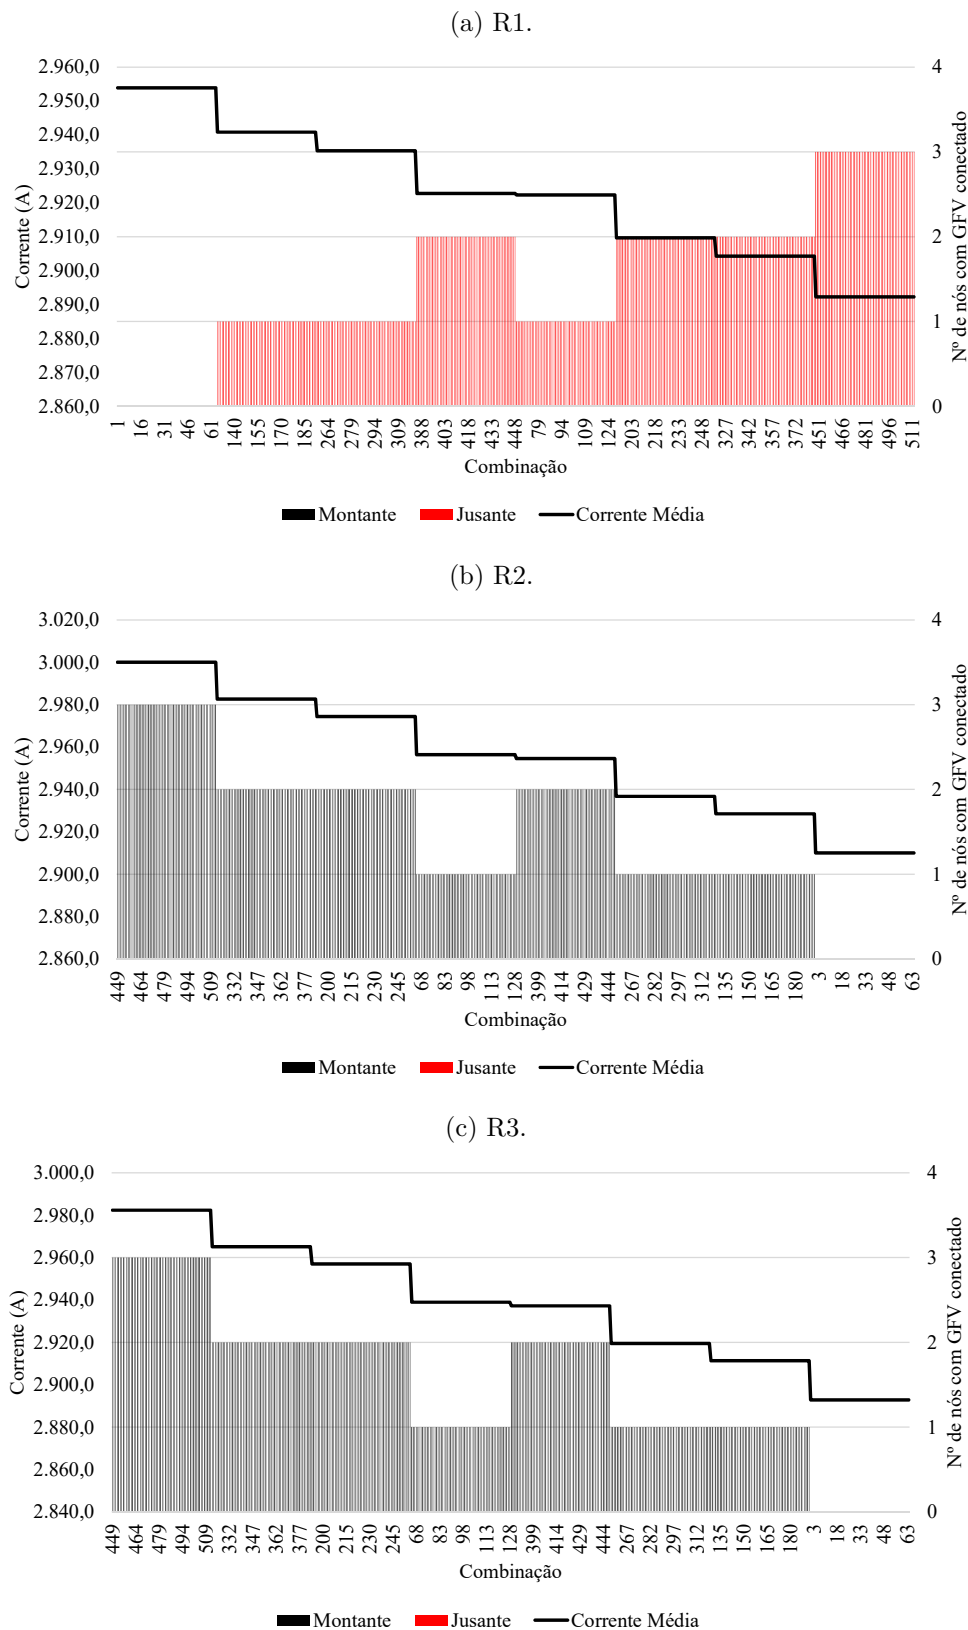 (a) R1.
2.960,0
2.950,0
2.940,0
2.930,0
2.920,0
2.910,0
2.900,0
2.890,0
2.880,0
2.870,0
2.860,0
Corrente (A)
4
3
2
1
0
Nº de nós com GFV conectado
1 16 31 46 61 140 155 170 185 264 279 294 309 388 403 418 433 448 79 94 109 124 203 218 233 248 327 342 357 372 451 466 481 496 511
Combinação
Montante Jusante Corrente Média
(b) R2.
3.020,0
3.000,0
2.980,0
2.960,0
2.940,0
2.920,0
2.900,0
2.880,0
2.860,0
Corrente (A)
4
3
2
1
0
Nº de nós com GFV conectado
449 464 479 494 509 332 347 362 377 200 215 230 245 68 83 98 113 128 399 414 429 444 267 282 297 312 135 150 165 180 3 18 33 48 63
Combinação
Montante Jusante Corrente Média
(c) R3.
3.000,0
2.980,0
2.960,0
2.940,0
2.920,0
2.900,0
2.880,0
2.860,0
2.840,0
Corrente (A)
4
3
2
1
0
Nº de nós com GFV conectado
449 464 479 494 509 332 347 362 377 200 215 230 245 68 83 98 113 128 399 414 429 444 267 282 297 312 135 150 165 180 3 18 33 48 63
Combinação
Montante Jusante Corrente Média